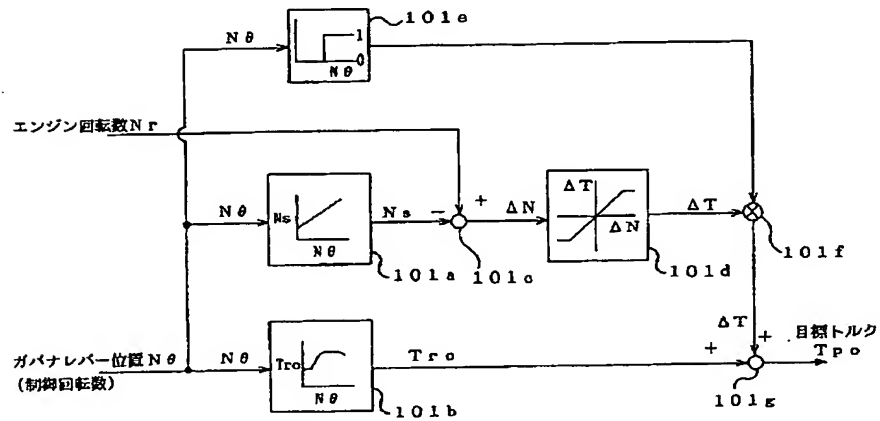 101e
Nθ
1
0
Nθ
エンジン回転数Nr
Nθ
Ns
Nθ
101a
Ns
−
+
101c
ΔN
ΔT
ΔN
101d
ΔT
101f
ΔT
+
+
目標トルク
Tpo
101g
ガバナレバー位置Nθ
(制御回転数)
Nθ
Tro
Nθ
101b
Tro